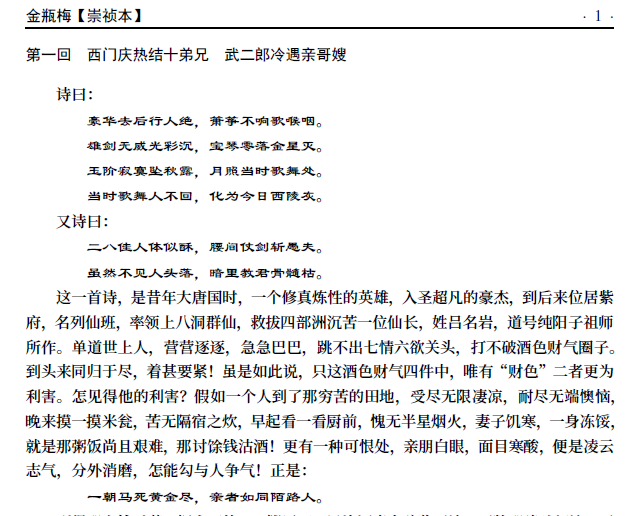 金瓶梅【崇祯本】 · 1 ·
第一回 西门庆热结十弟兄 武二郎冷遇亲哥嫂
诗曰：
豪华去后行人绝，萧筝不响歌喉咽。
雄剑无威光彩沉，宝琴零落金星灭。
玉阶寂寞坠秋露，月照当时歌舞处。
当时歌舞人不回，化为今日西陵灰。
又诗曰：
二八佳人体似酥，腰间仗剑斩愚夫。
虽然不见人头落，暗里教君骨髓枯。
这一首诗，是昔年大唐国时，一个修真炼性的英雄，入圣超凡的豪杰，到后来位居紫
府，名列仙班，率领上八洞群仙，救拔四部洲沉苦一位仙长，姓吕名岩，道号纯阳子祖师
所作。单道世上人，营营逐逐，急急巴巴，跳不出七情六欲关头，打不破酒色财气圈子。
到头来同归于尽，着甚要紧！虽是如此说，只这酒色财气四件中，唯有“财色”二者更为
利害。怎见得他的利害？假如一个人到了那穷苦的田地，受尽无限凄凉，耐尽无端懊恼，
晚来摸一摸米瓮，苦无隔宿之炊，早起看一看厨前，愧无半星烟火，妻子饥寒，一身冻馁，
就是那粥饭尚且艰难，那讨馀钱沽酒！更有一种可恨处，亲朋白眼，面目寒酸，便是凌云
志气，分外消磨，怎能勾与人争气！正是：
一朝马死黄金尽，亲者如同陌路人。